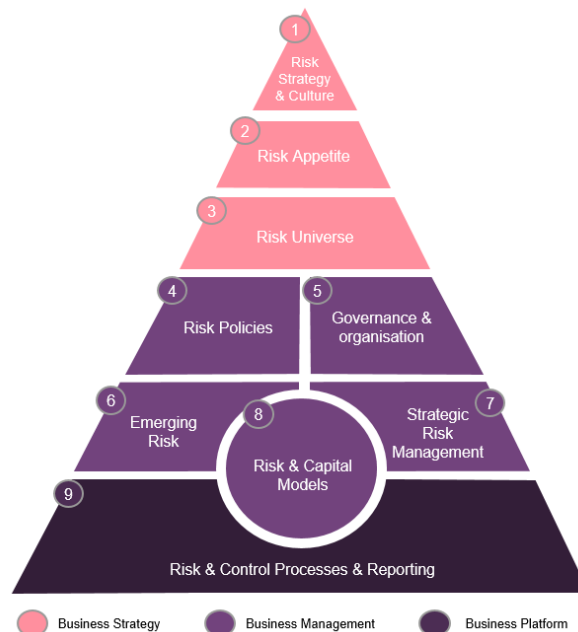 1
Risk
Strategy
& Culture
2
Risk Appetite
3
Risk Universe
4
Risk Policies
5
Governance &
organisation
6
Emerging
Risk
7
Strategic
Risk
Management
8
Risk & Capital
Models
9
Risk & Control Processes & Reporting
Business Strategy
Business Management
Business Platform